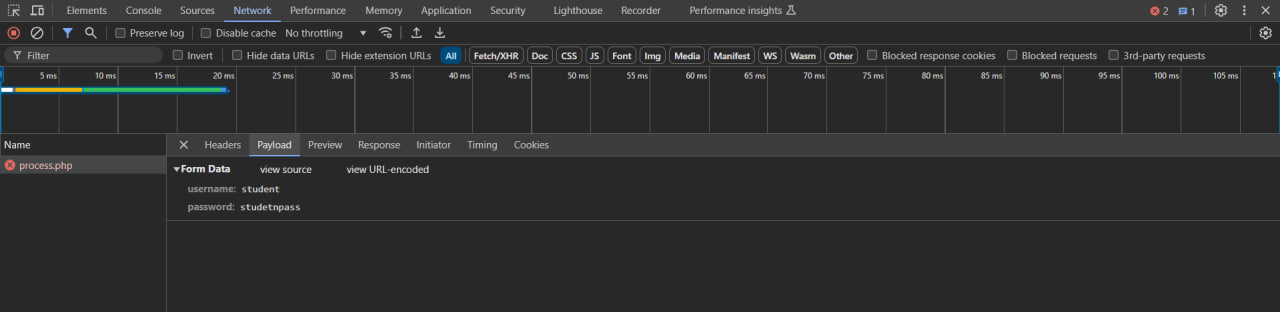 Elements Console Sources Network Performance Memory Application Security Lighthouse Recorder Performance insights 2 1
Preserve log Disable cache No throttling
Filter Invert Hide data URLs Hide extension URLs All Fetch/XHR Doc CSS JS Font Img Media Manifest WS Wasm Other Blocked response cookies Blocked requests 3rd-party requests
5 ms 10 ms 15 ms 20 ms 25 ms 30 ms 35 ms 40 ms 45 ms 50 ms 55 ms 60 ms 65 ms 70 ms 75 ms 80 ms 85 ms 90 ms 95 ms 100 ms 105 ms
Name Headers Payload Preview Response Initiator Timing Cookies
process.php
Form Data view source view URL-encoded
username: student
password: studetnpass